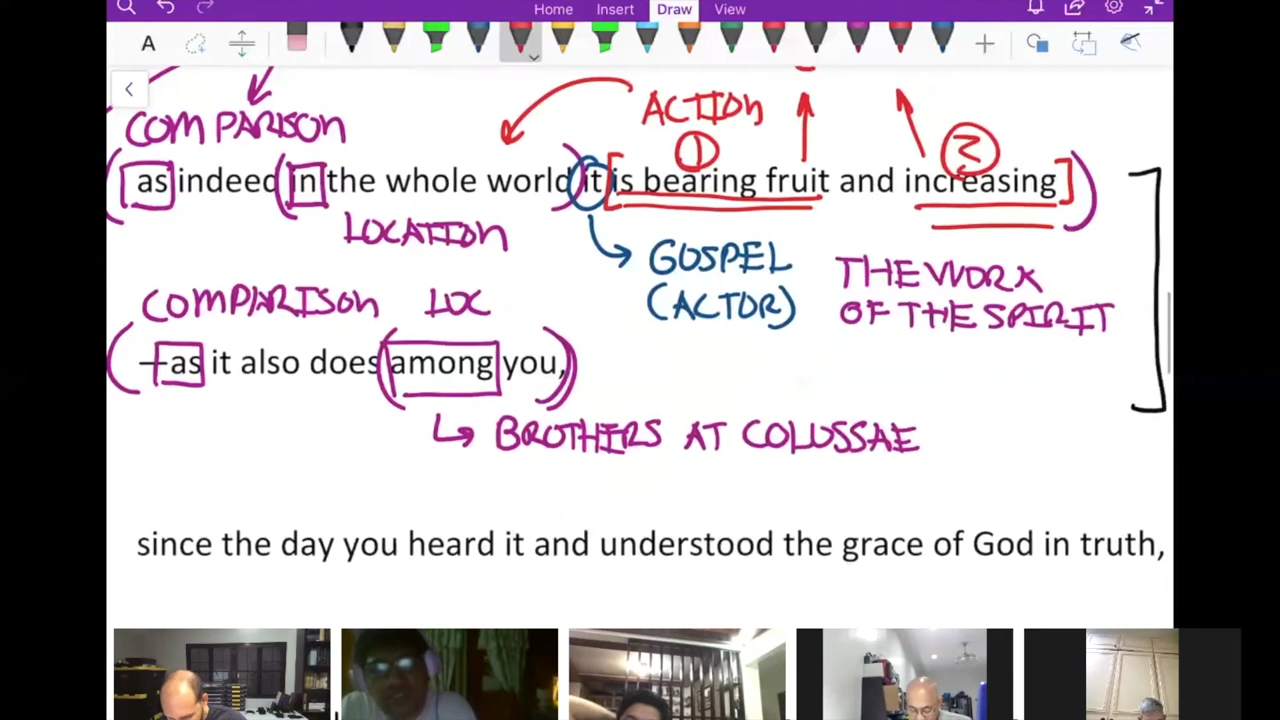 Home Insert Draw View
A
ACTION
COMPARISON
1
2
as indeed in the whole world it is bearing fruit and increasing
LOCATION
GOSPEL
(ACTOR)
THE WORK
OF THE SPIRIT
COMPARISON LOC
—as it also does among you,
BROTHERS AT COLOSSAE
since the day you heard it and understood the grace of God in truth,